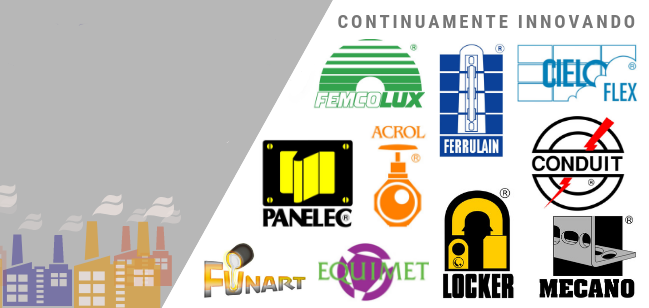 CONTINUAMENTE INNOVANDO
FEMCOLUX ®
FERRULAIN ®
CIELO FLEX ®
ACROL ®
CONDUIT ®
PANELEC ®
FUNART
EQUIMET
LOCKER ®
MECANO ®